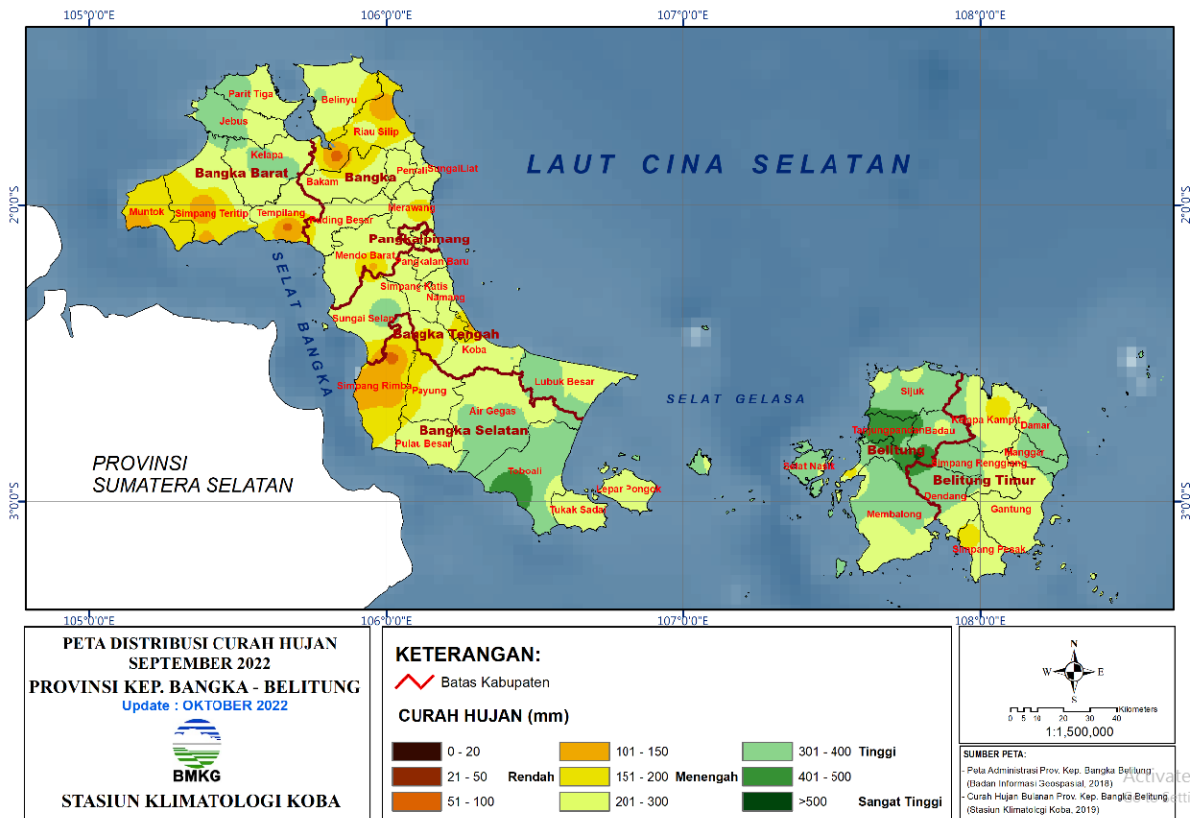 105°0'0"E
106°0'0"E
107°0'0"E
108°0'0"E
2°0'0"S
2°0'0"S
3°0'0"S
3°0'0"S
LAUT CINA SELATAN
SELAT BANGKA
SELAT GELASA
PROVINSI
SUMATERA SELATAN
Parit Tiga
Jebus
Belinyu
Riau Silip
Kelapa
Bangka Barat
Bakam
Bangka
Pemali
SungaiLiat
Muntok
Simpang Teritip
Tempilang
Puding Besar
Merawang
Pangkalpinang
Mendo Barat
Pangkalan Baru
Simpang Katis
Namang
Sungai Selan
Bangka Tengah
Koba
Simpang Rimba
Payung
Lubuk Besar
Air Gegas
Bangka Selatan
Pulau Besar
Toboali
Tukak Sadai
Lepar Pongok
Sijuk
Tanjungpandan
Badau
Kelapa Kampit
Damar
Belitung
Manggar
Selat Nasik
Simpang Renggiang
Belitung Timur
Dendang
Membalong
Gantung
Simpang Pesak
105°0'0"E
106°0'0"E
107°0'0"E
108°0'0"E
PETA DISTRIBUSI CURAH HUJAN
SEPTEMBER 2022
PROVINSI KEP. BANGKA - BELITUNG
Update : OKTOBER 2022
BMKG
STASIUN KLIMATOLOGI KOBA
KETERANGAN:
Batas Kabupaten
CURAH HUJAN (mm)
0 - 20
21 - 50
51 - 100
Rendah
101 - 150
151 - 200
201 - 300
Menengah
301 - 400
Tinggi
401 - 500
>500
Sangat Tinggi
N
W
E
S
Kilometers
0 5 10 20 30 40
1:1,500,000
SUMBER PETA:
- Peta Administrasi Prov. Kep. Bangka Belitung
(Badan Informasi Geospasial, 2018)
- Curah Hujan Bulanan Prov. Kep. Bangka Belitung
(Stasiun Klimatologi Koba, 2019)
Activate